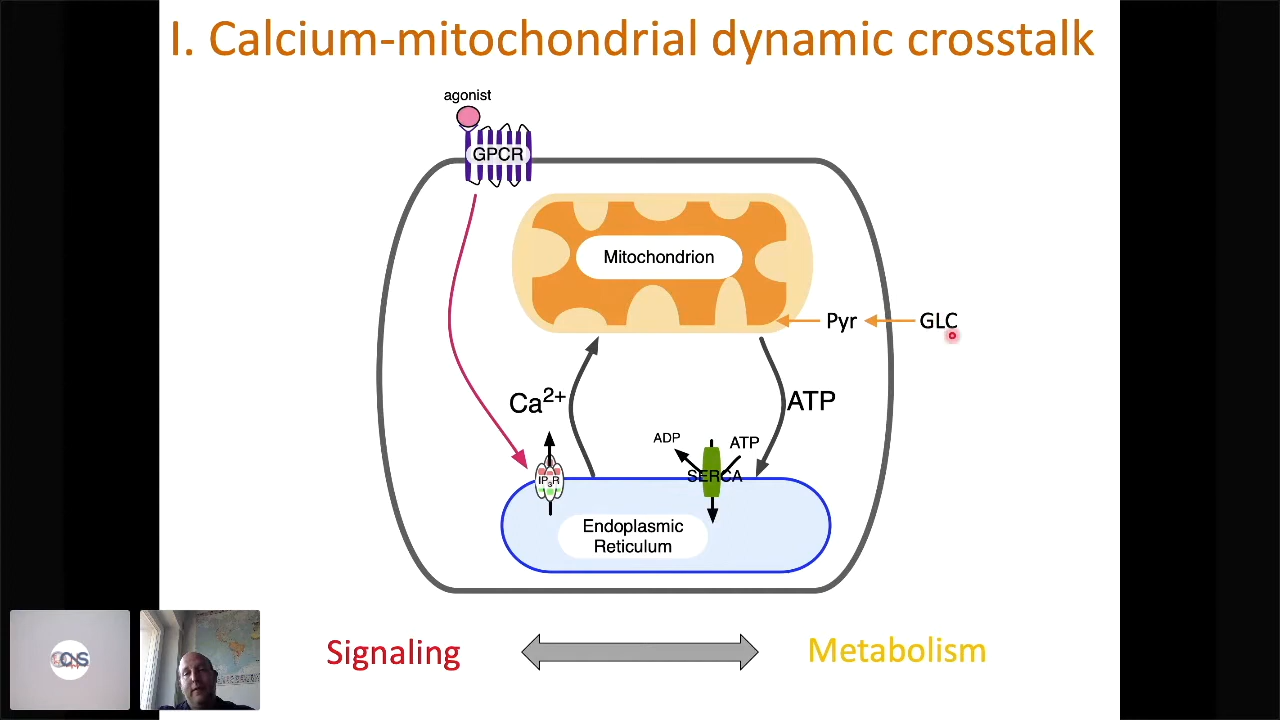 I. Calcium-mitochondrial dynamic crosstalk
agonist
GPCR
Mitochondrion
Pyr
GLC
Ca2+
ATP
ADP
ATP
IP3R
SERCA
Endoplasmic
Reticulum
Signaling
Metabolism